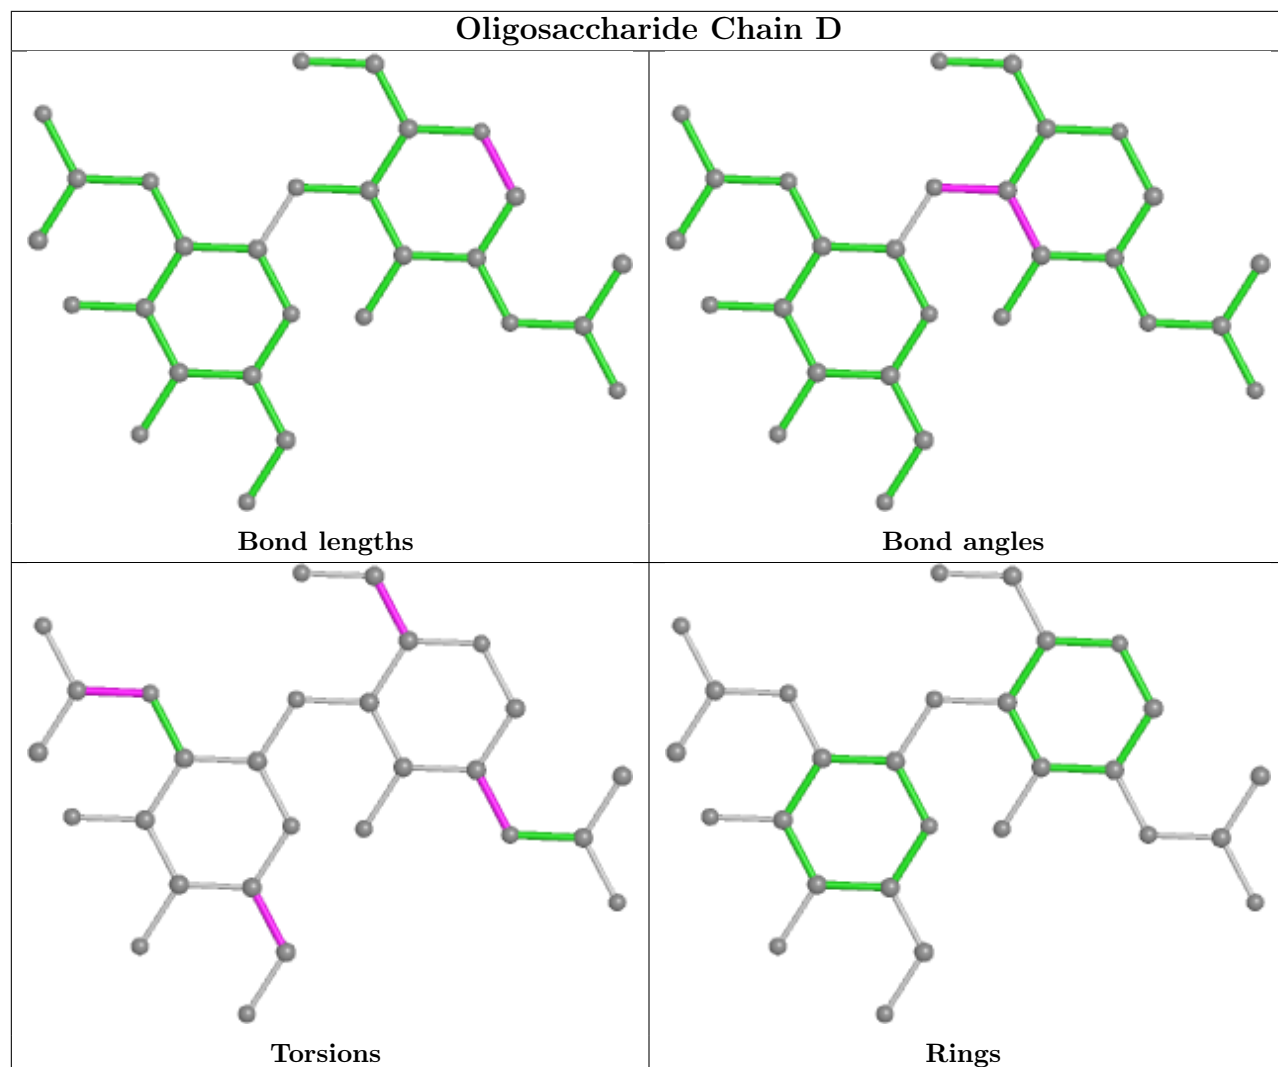 Oligosaccharide Chain D
Bond lengths
Bond angles
Torsions
Rings